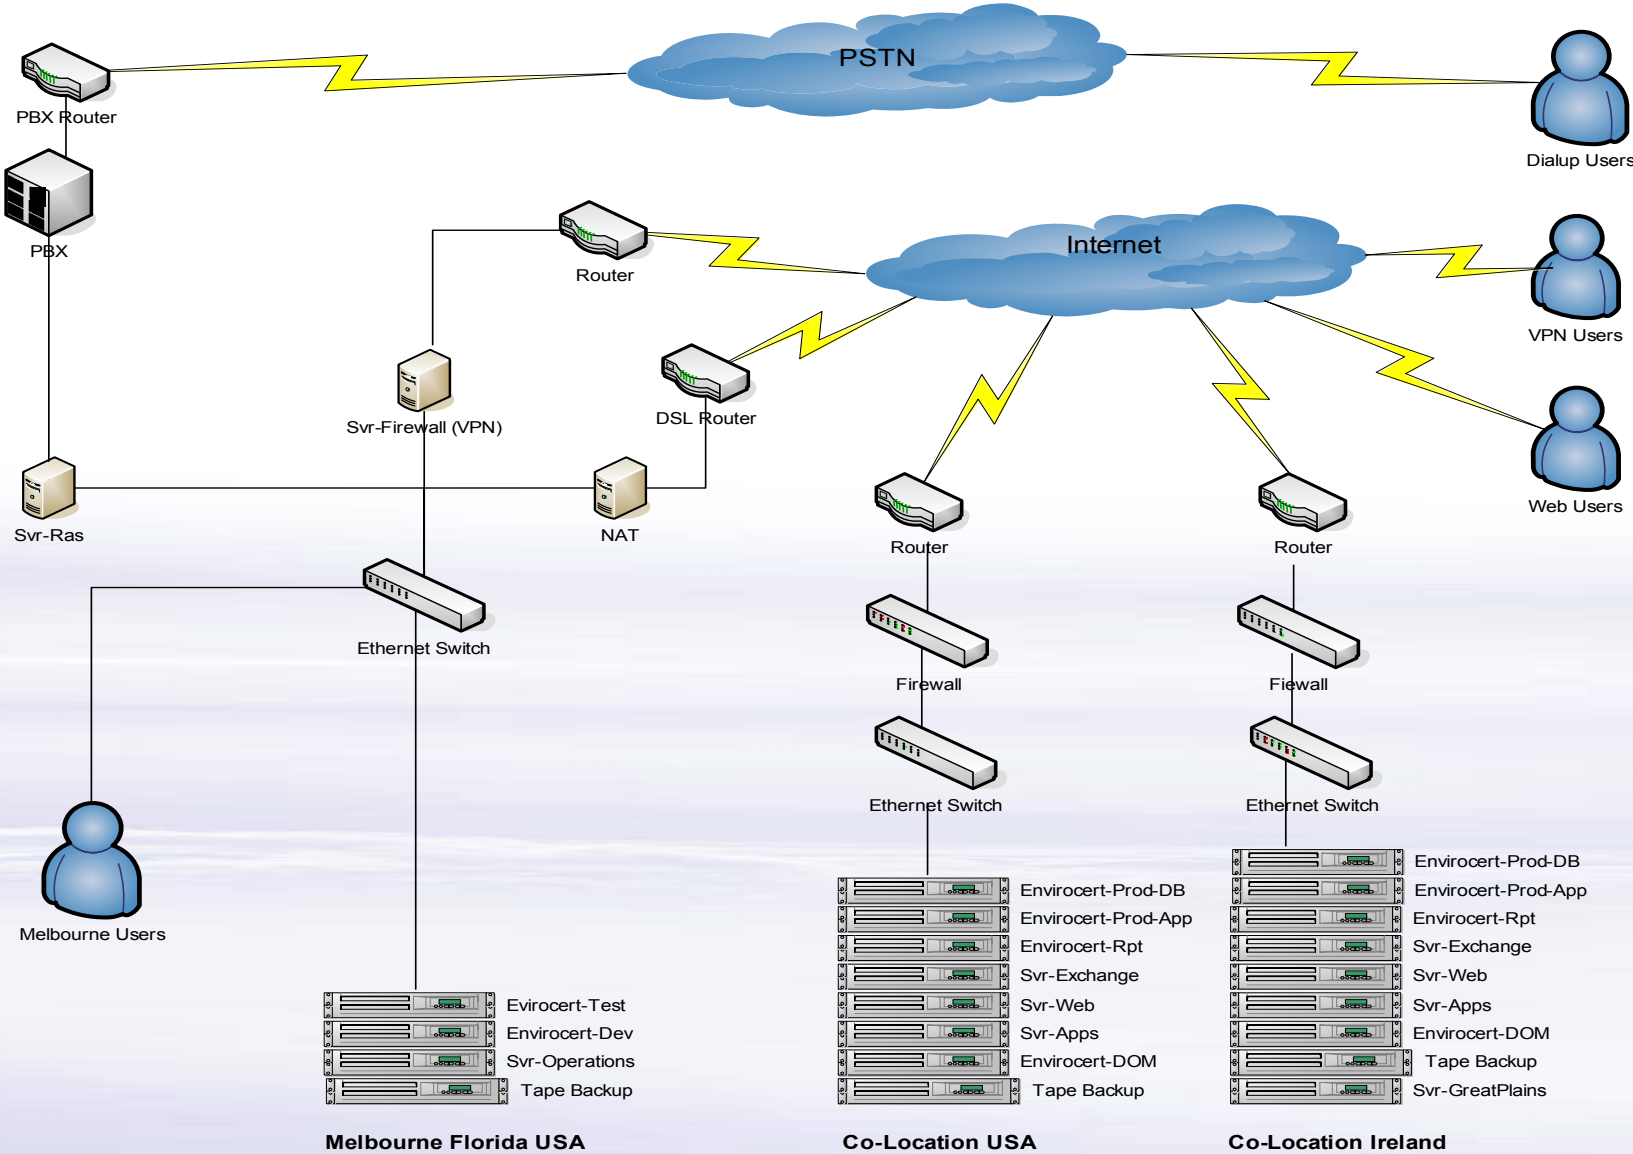 PSTN
PBX Router
Dialup Users
PBX
Internet
Router
VPN Users
DSL Router
Svr-Firewall (VPN)
Web Users
Svr-Ras
NAT
Router
Router
Ethernet Switch
Firewall
Fiewall
Ethernet Switch
Ethernet Switch
Melbourne Users
Evirocert-Test
Envirocert-Dev
Svr-Operations
Tape Backup
Melbourne Florida USA
Envirocert-Prod-DB
Envirocert-Prod-App
Envirocert-Rpt
Svr-Exchange
Svr-Web
Svr-Apps
Envirocert-DOM
Tape Backup
Co-Location USA
Envirocert-Prod-DB
Envirocert-Prod-App
Envirocert-Rpt
Svr-Exchange
Svr-Web
Svr-Apps
Envirocert-DOM
Tape Backup
Svr-GreatPlains
Co-Location Ireland